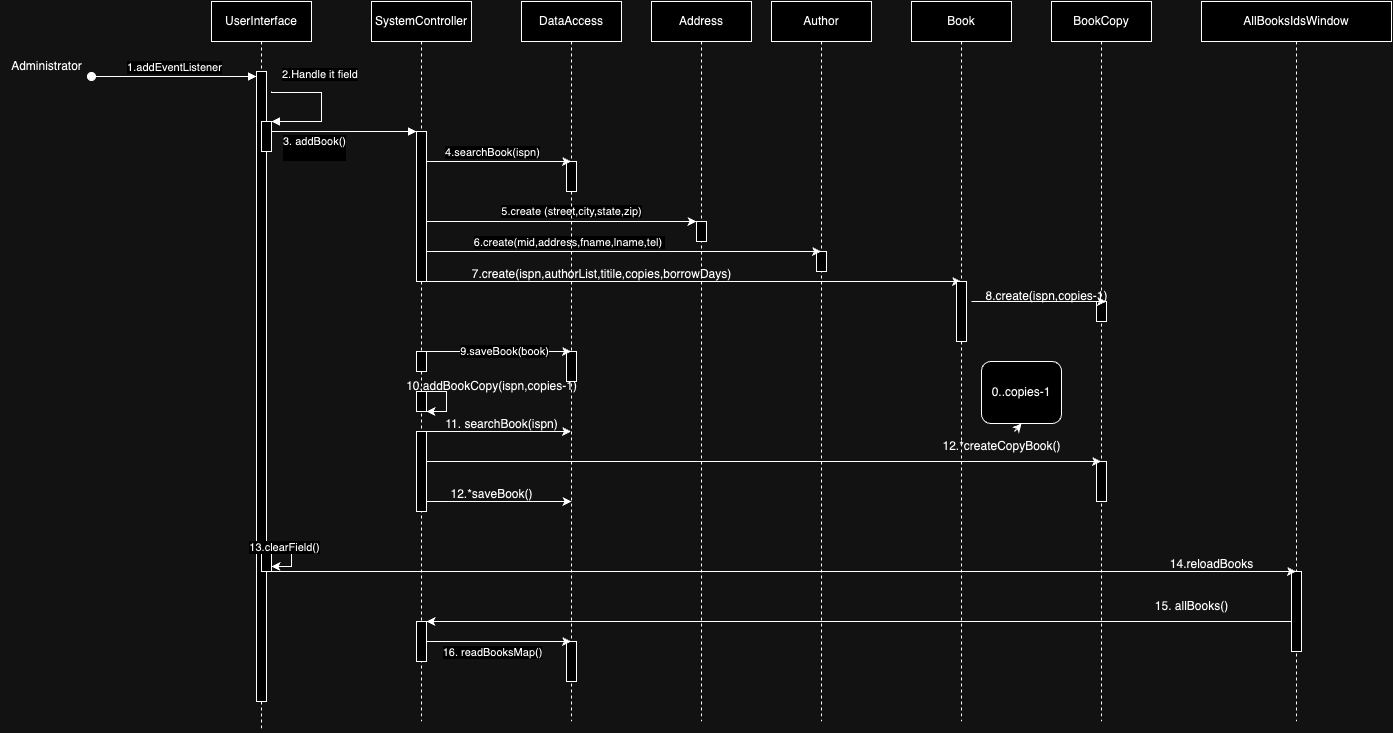 UserInterface
SystemController
DataAccess
Address
Author
Book
BookCopy
AllBooksIdsWindow
Administrator
1.addEventListener
2.Handle it field
3. addBook()
4.searchBook(ispn)
5.create (street,city,state,zip)
6.create(mid,address,fname,lname,tel)
7.create(ispn,authorList,titile,copies,borrowDays)
8.create(ispn,copies-1)
9.saveBook(book)
10.addBookCopy(ispn,copies-1)
0..copies-1
11. searchBook(ispn)
12.*createCopyBook()
12.*saveBook()
13.clearField()
14.reloadBooks
15. allBooks()
16. readBooksMap()